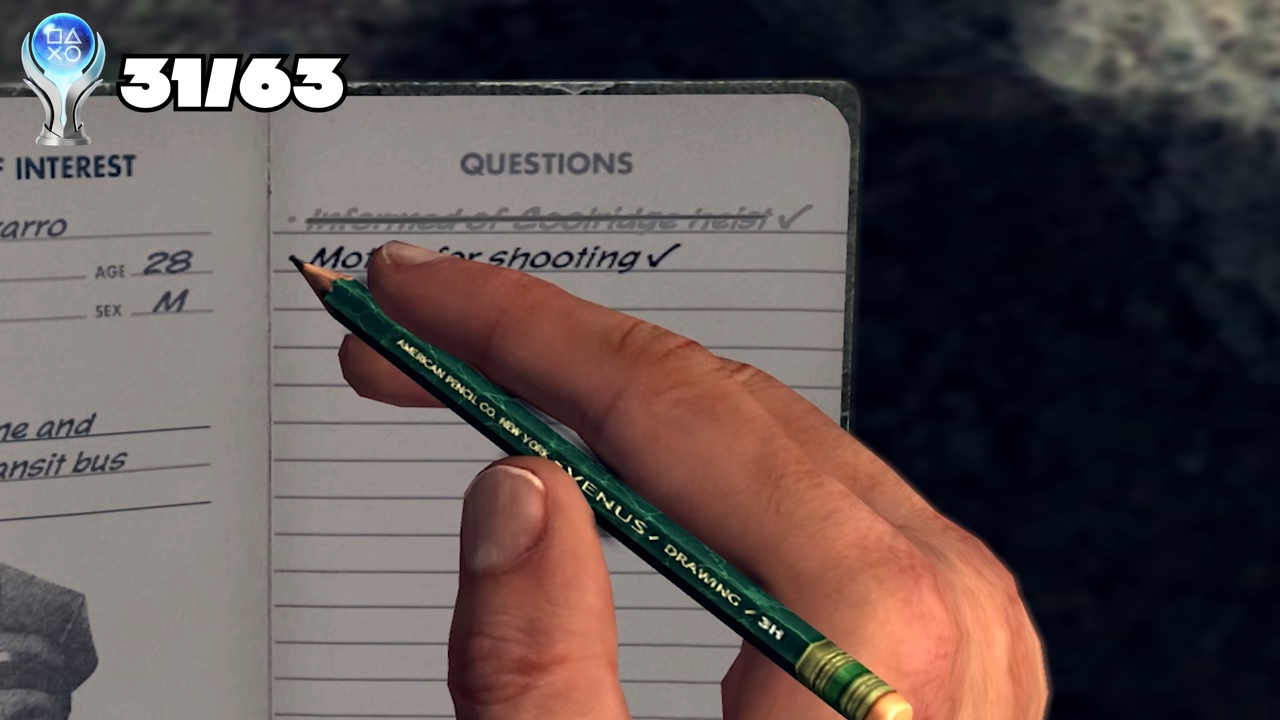 31/63
F INTEREST
QUESTIONS
arro
Informed of Coolridge heist ✓
AGE 28
for shooting ✓
SEX M
ne and
ansit bus
AMERICAN PENCIL CO. NEW YORK
VENUS / DRAWING / 3H